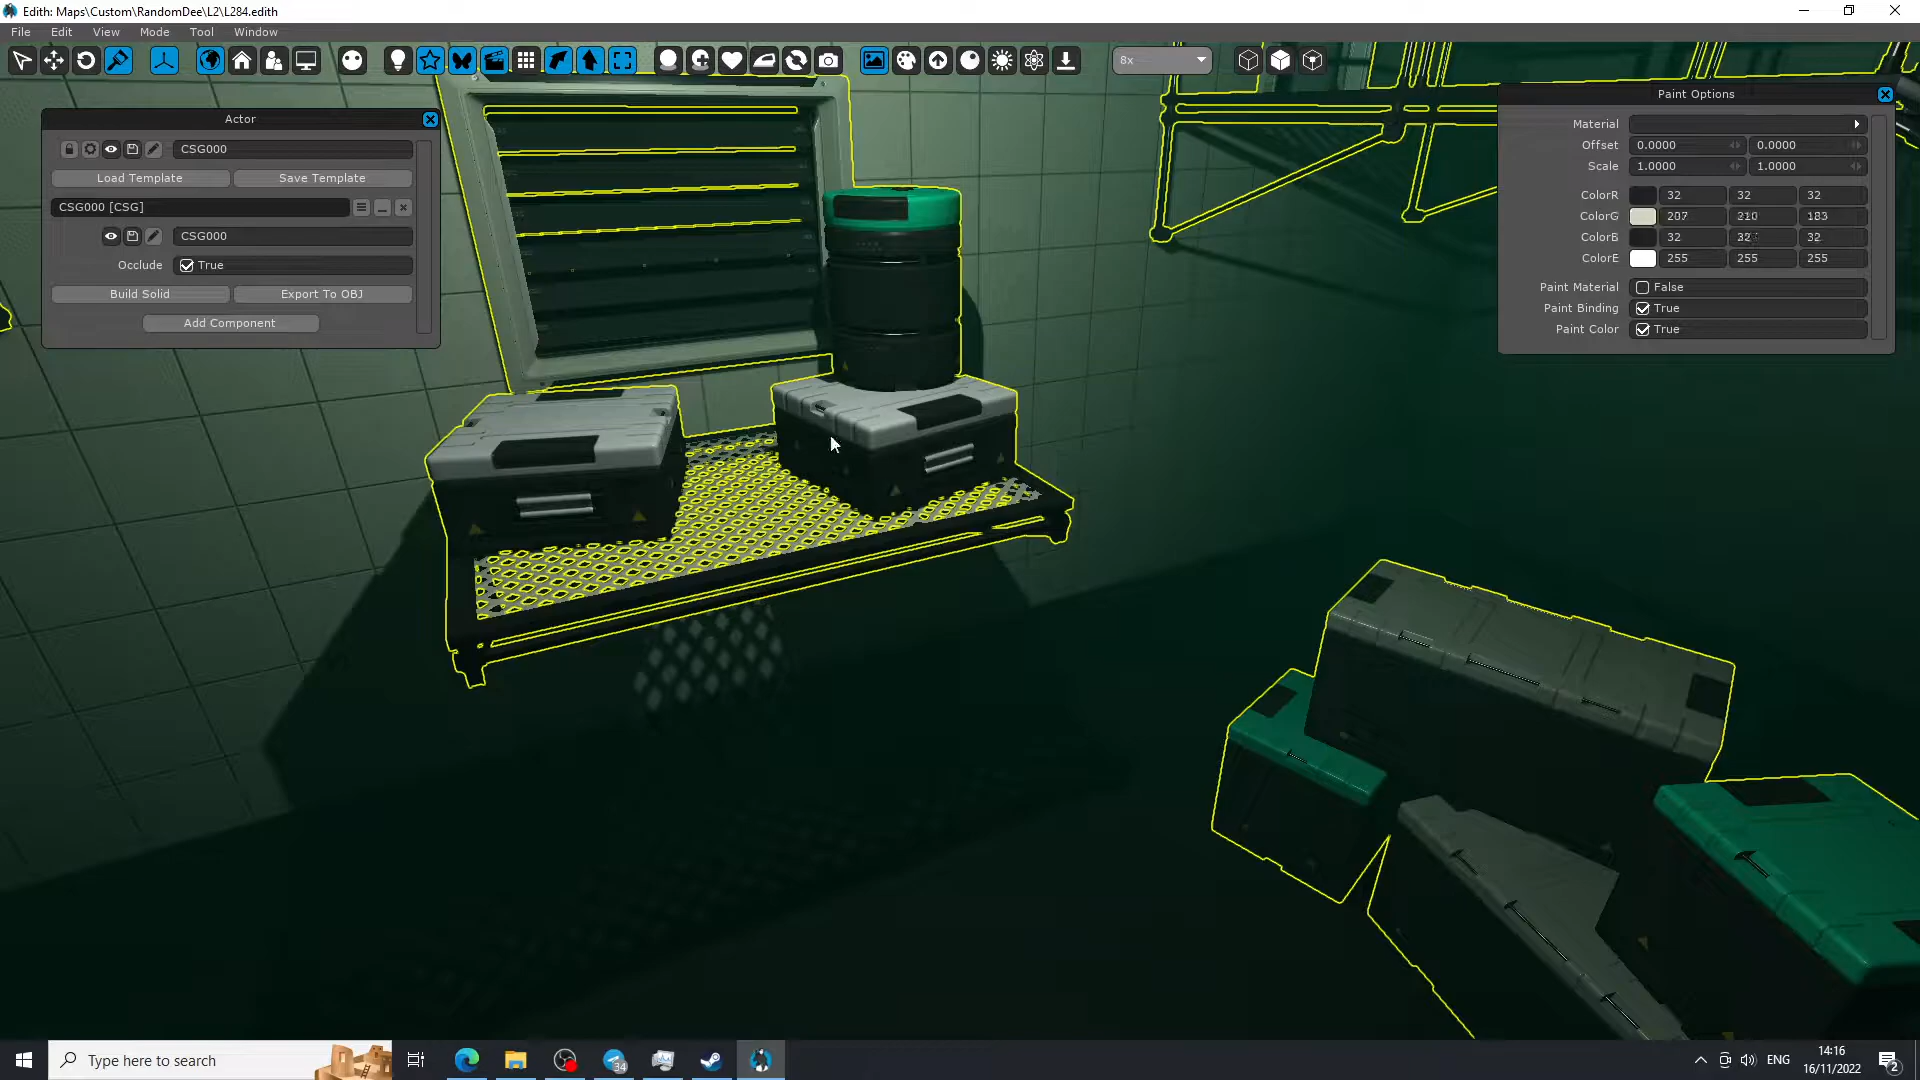 Edith: Maps\Custom\RandomDee\L2\L284.edith
File Edit View Mode Tool Window
8x
Actor
CSG000
Load Template Save Template
CSG000 [CSG]
CSG000
Occlude True
Build Solid Export To OBJ
Add Component
Paint Options
Material
Offset 0.0000 0.0000
Scale 1.0000 1.0000
ColorR 32 32 32
ColorG 207 210 183
ColorB 32 32 32
ColorE 255 255 255
Paint Material False
Paint Binding True
Paint Color True
Type here to search
34
ENG
14:16
16/11/2022
2